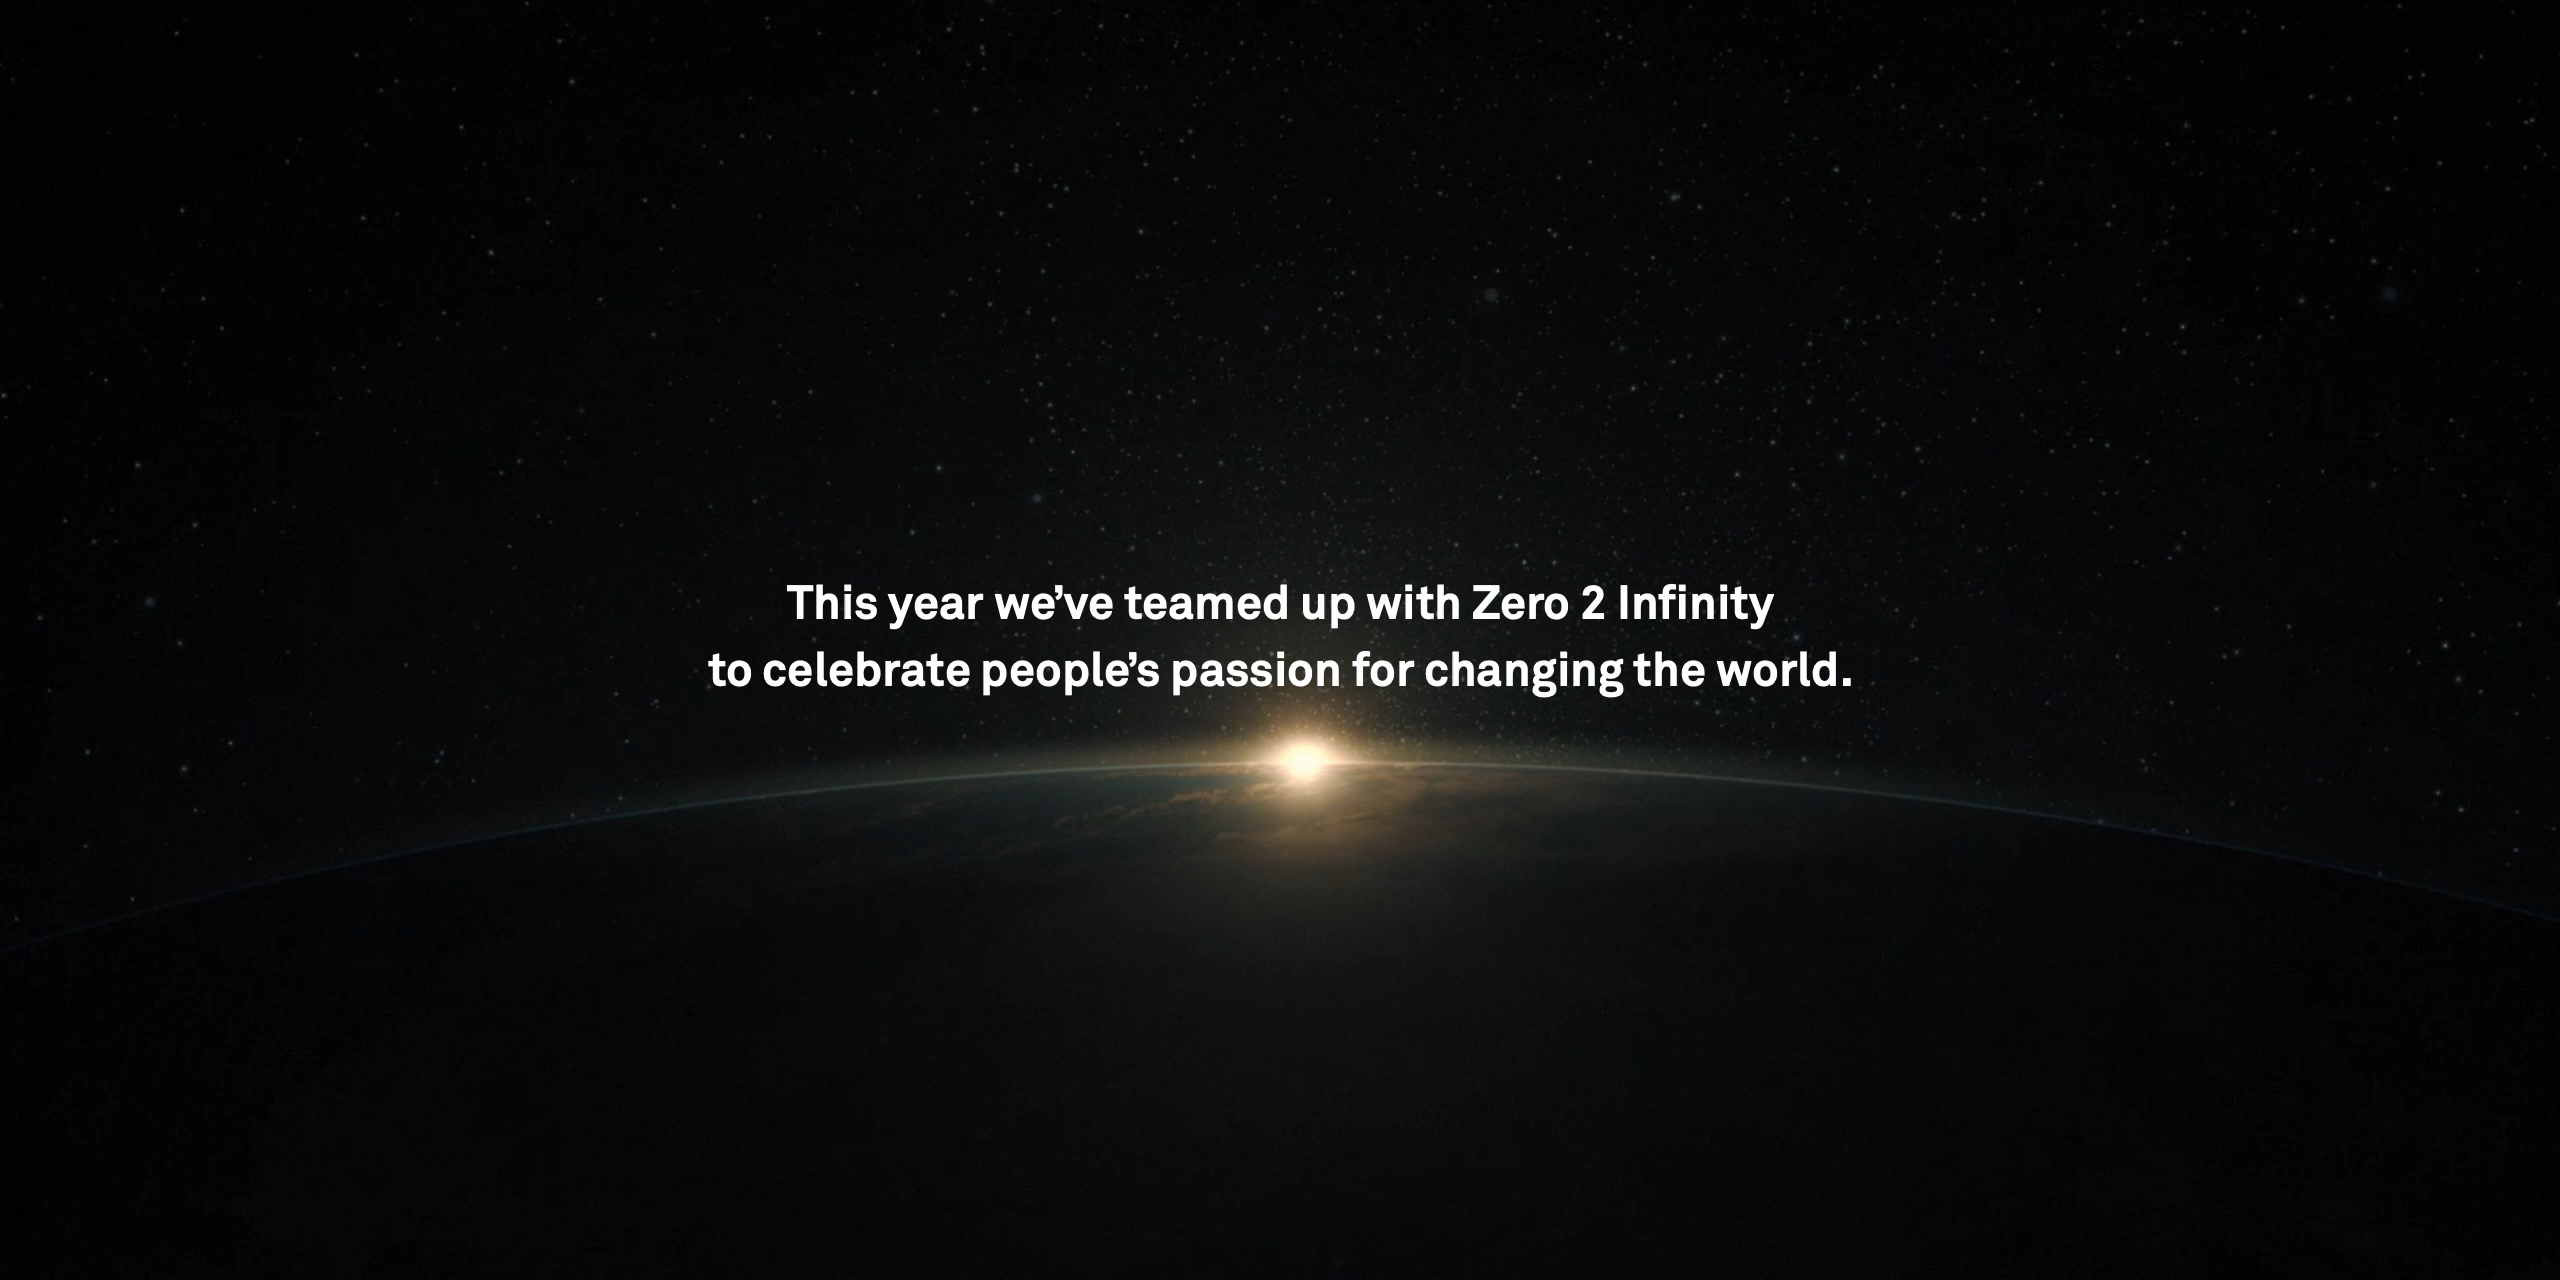 This year we’ve teamed up with Zero 2 Infinity
to celebrate people’s passion for changing the world.